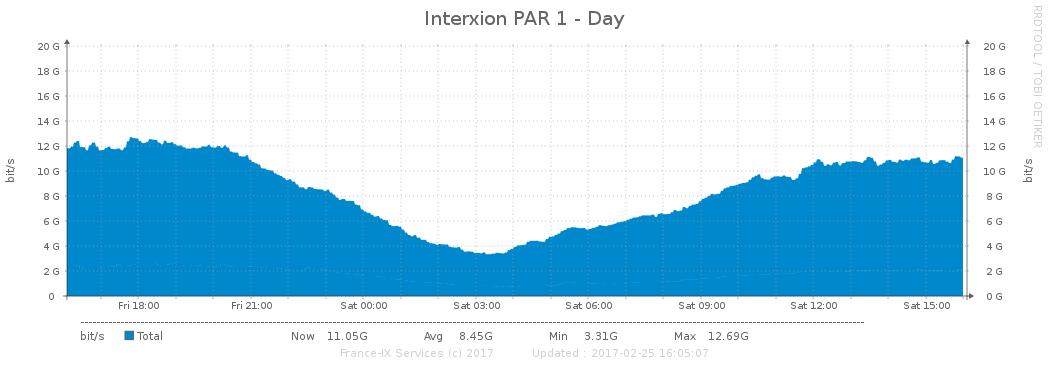 Interxion PAR 1 - Day
RRDTOOL / TOBI OETIKER
bit/s
20 G 20 G
18 G 18 G
16 G 16 G
14 G 14 G
12 G 12 G
10 G 10 G
8 G 8 G
6 G 6 G
4 G 4 G
2 G 2 G
0 0 G
bit/s
Fri 18:00 Fri 21:00 Sat 00:00 Sat 03:00 Sat 06:00 Sat 09:00 Sat 12:00 Sat 15:00
bit/s Total Now 11.05G Avg 8.45G Min 3.31G Max 12.69G
France-IX Services (c) 2017 Updated : 2017-02-25 16:05:07